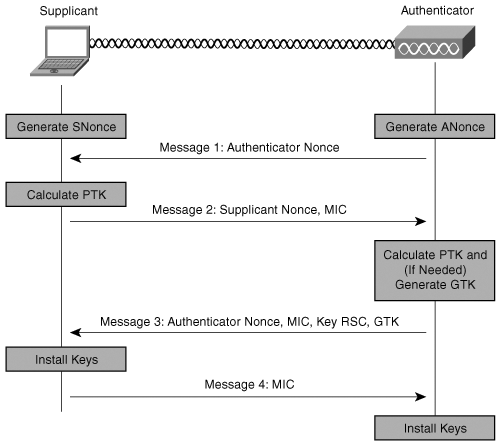 Supplicant
Authenticator
Generate SNonce
Generate ANonce
Message 1: Authenticator Nonce
Calculate PTK
Message 2: Supplicant Nonce, MIC
Calculate PTK and
(If Needed)
Generate GTK
Message 3: Authenticator Nonce, MIC, Key RSC, GTK
Install Keys
Message 4: MIC
Install Keys